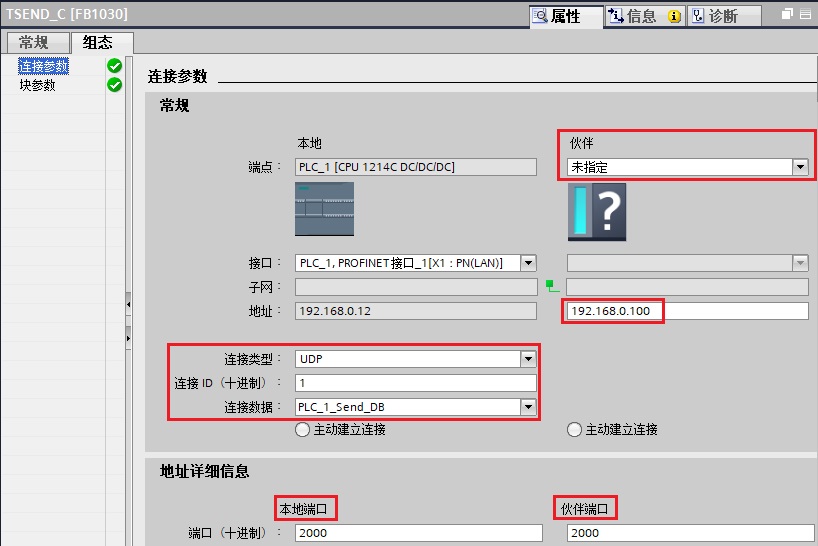 TSEND_C [FB1030]
属性 信息 诊断
常规 组态
连接参数
块参数
连接参数
常规
本地 伙伴
端点： PLC_1 [CPU 1214C DC/DC/DC] 未指定
?
接口： PLC_1, PROFINET接口_1[X1 : PN(LAN)]
子网：
地址： 192.168.0.12 192.168.0.100
连接类型： UDP
连接 ID（十进制）： 1
连接数据： PLC_1_Send_DB
主动建立连接 主动建立连接
地址详细信息
本地端口 伙伴端口
端口（十进制）： 2000 2000